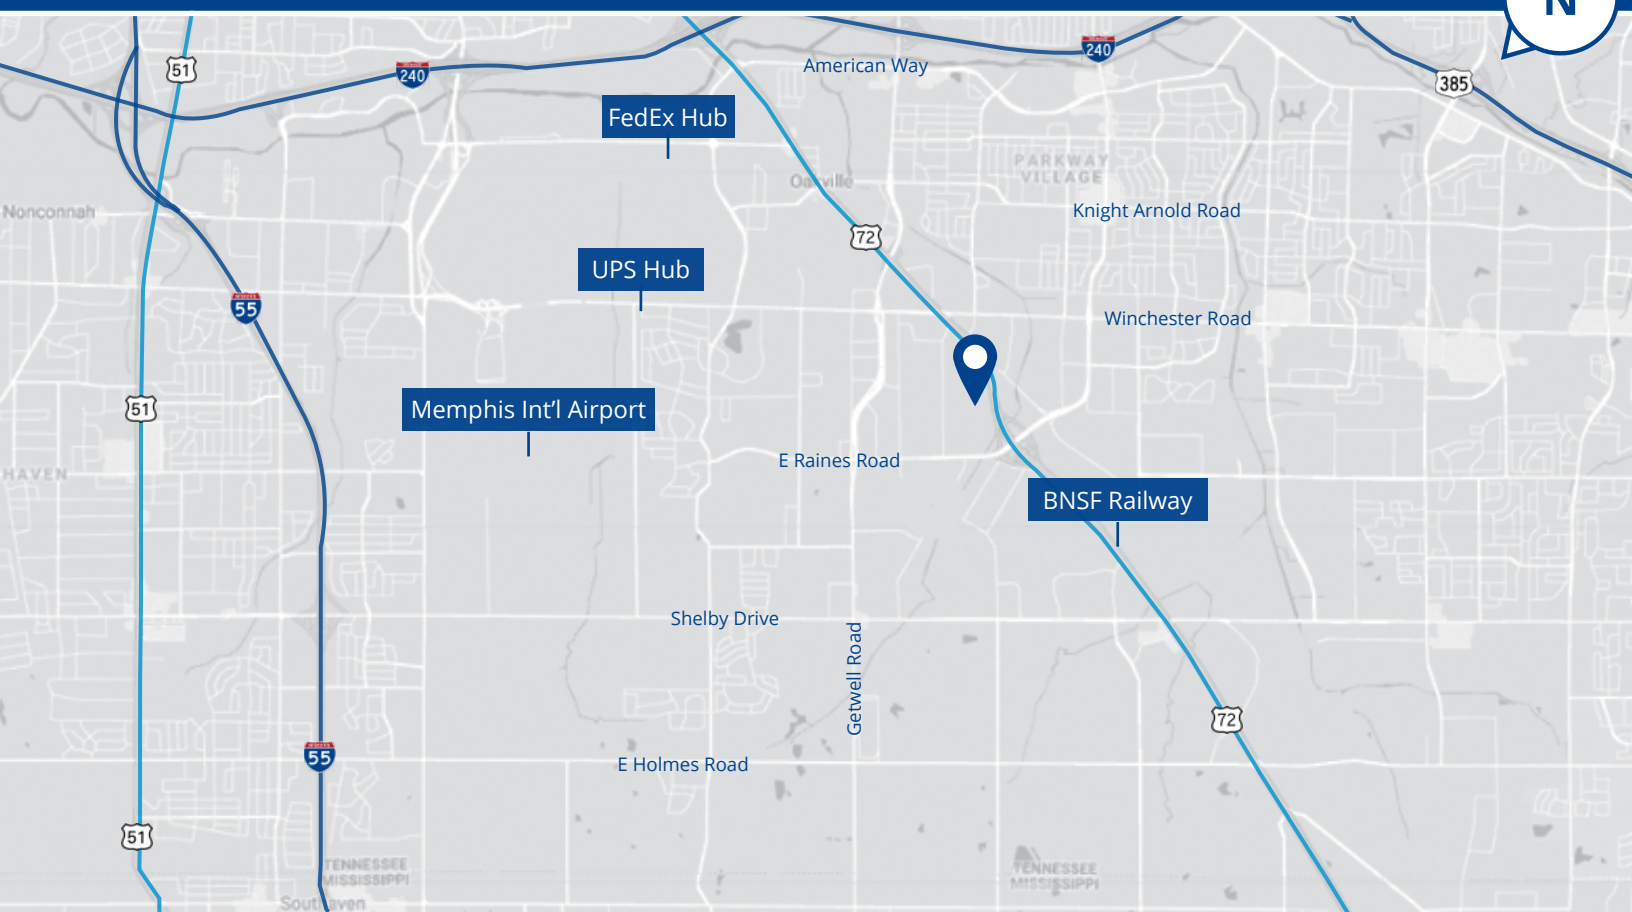 N
51
240
240
American Way
385
FedEx Hub
PARKWAY
VILLAGE
Oakville
Nonconnah
Knight Arnold Road
72
UPS Hub
55
Winchester Road
51
Memphis Int'l Airport
E Raines Road
HAVEN
BNSF Railway
Shelby Drive
Getwell Road
72
55
E Holmes Road
51
TENNESSEE
MISSISSIPPI
TENNESSEE
MISSISSIPPI
Southaven